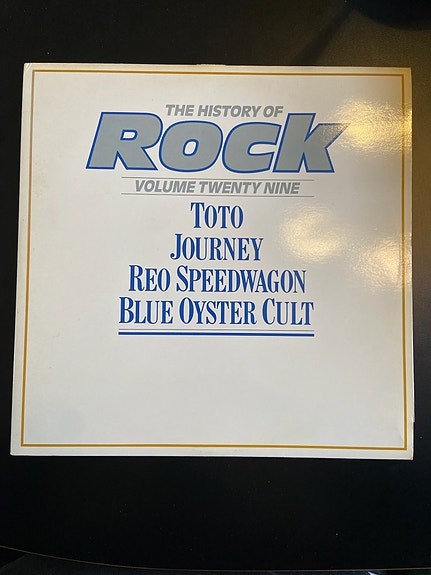 THE HISTORY OF
ROCK
VOLUME TWENTY NINE
TOTO
JOURNEY
REO SPEEDWAGON
BLUE OYSTER CULT